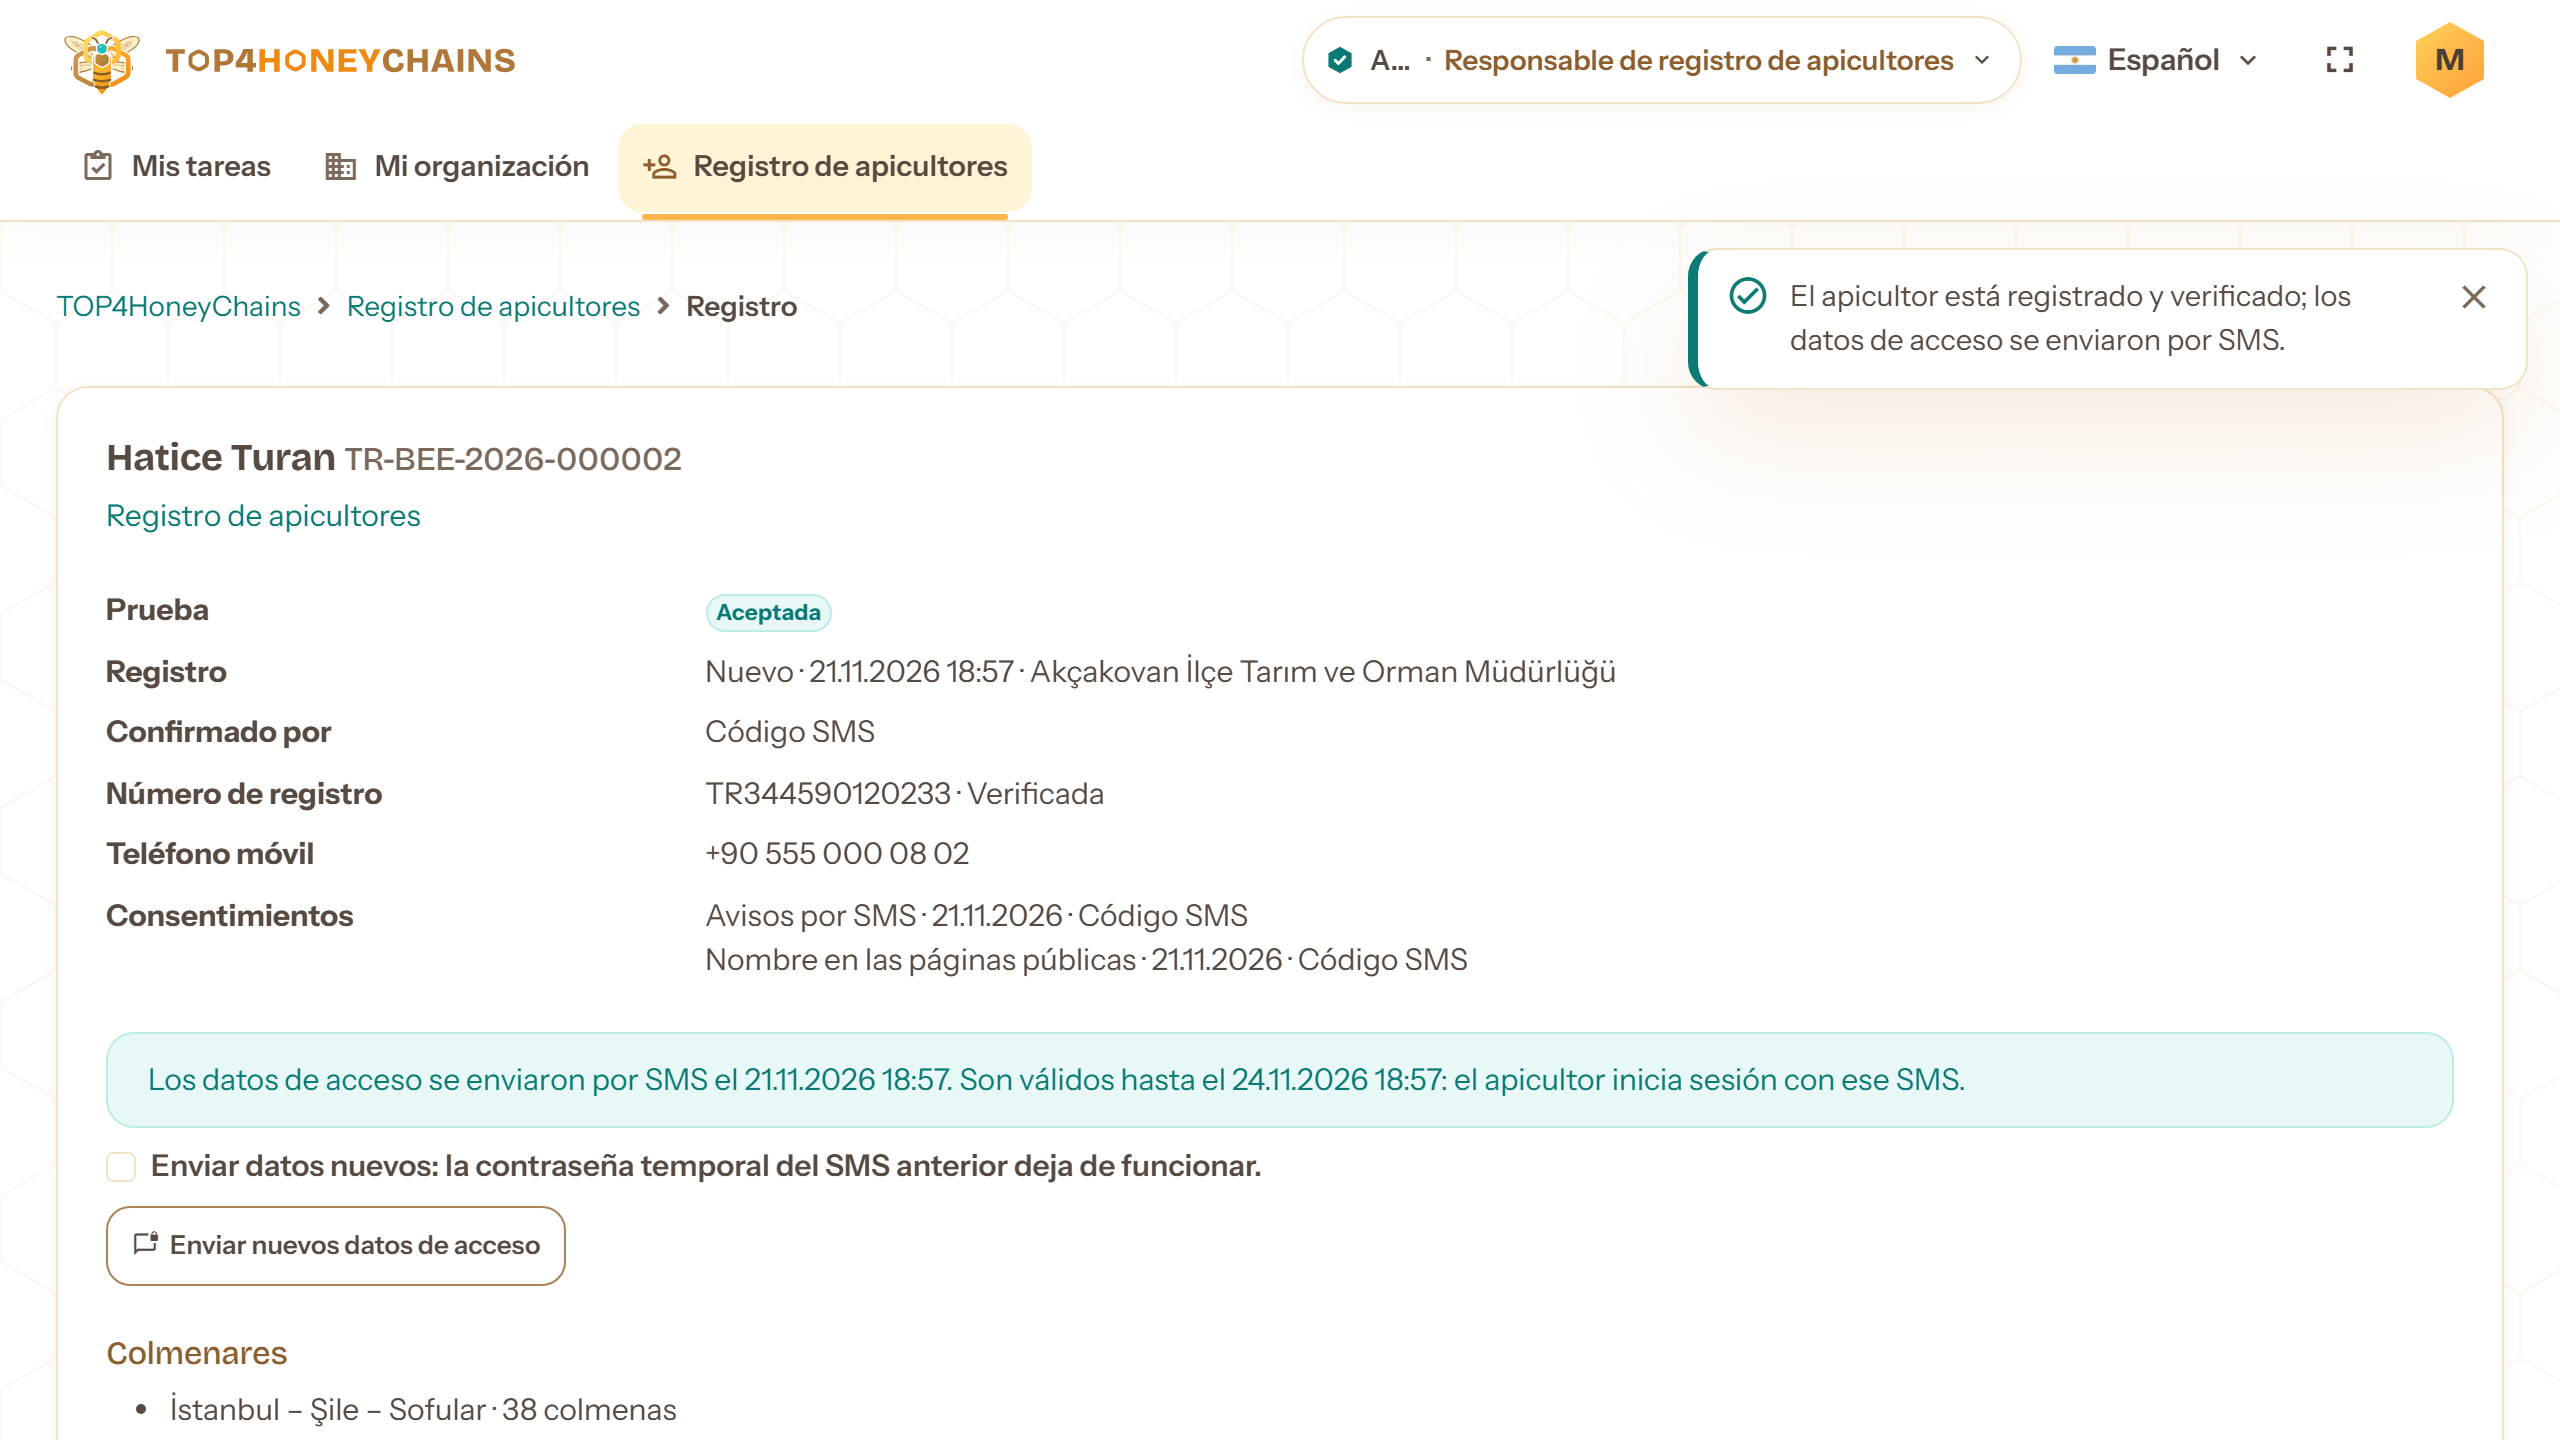 TOP4HONEYCHAINS
A... · Responsable de registro de apicultores
Español
M
Mis tareas
Mi organización
Registro de apicultores
TOP4HoneyChains > Registro de apicultores > Registro
El apicultor está registrado y verificado; los
datos de acceso se enviaron por SMS.
Hatice Turan TR-BEE-2026-000002
Registro de apicultores
Prueba Aceptada
Registro Nuevo · 21.11.2026 18:57 · Akçakovan İlçe Tarım ve Orman Müdürlüğü
Confirmado por Código SMS
Número de registro TR344590120233 · Verificada
Teléfono móvil +90 555 000 08 02
Consentimientos Avisos por SMS · 21.11.2026 · Código SMS
Nombre en las páginas públicas · 21.11.2026 · Código SMS
Los datos de acceso se enviaron por SMS el 21.11.2026 18:57. Son válidos hasta el 24.11.2026 18:57: el apicultor inicia sesión con ese SMS.
Enviar datos nuevos: la contraseña temporal del SMS anterior deja de funcionar.
Enviar nuevos datos de acceso
Colmenares
• İstanbul – Şile – Sofular · 38 colmenas